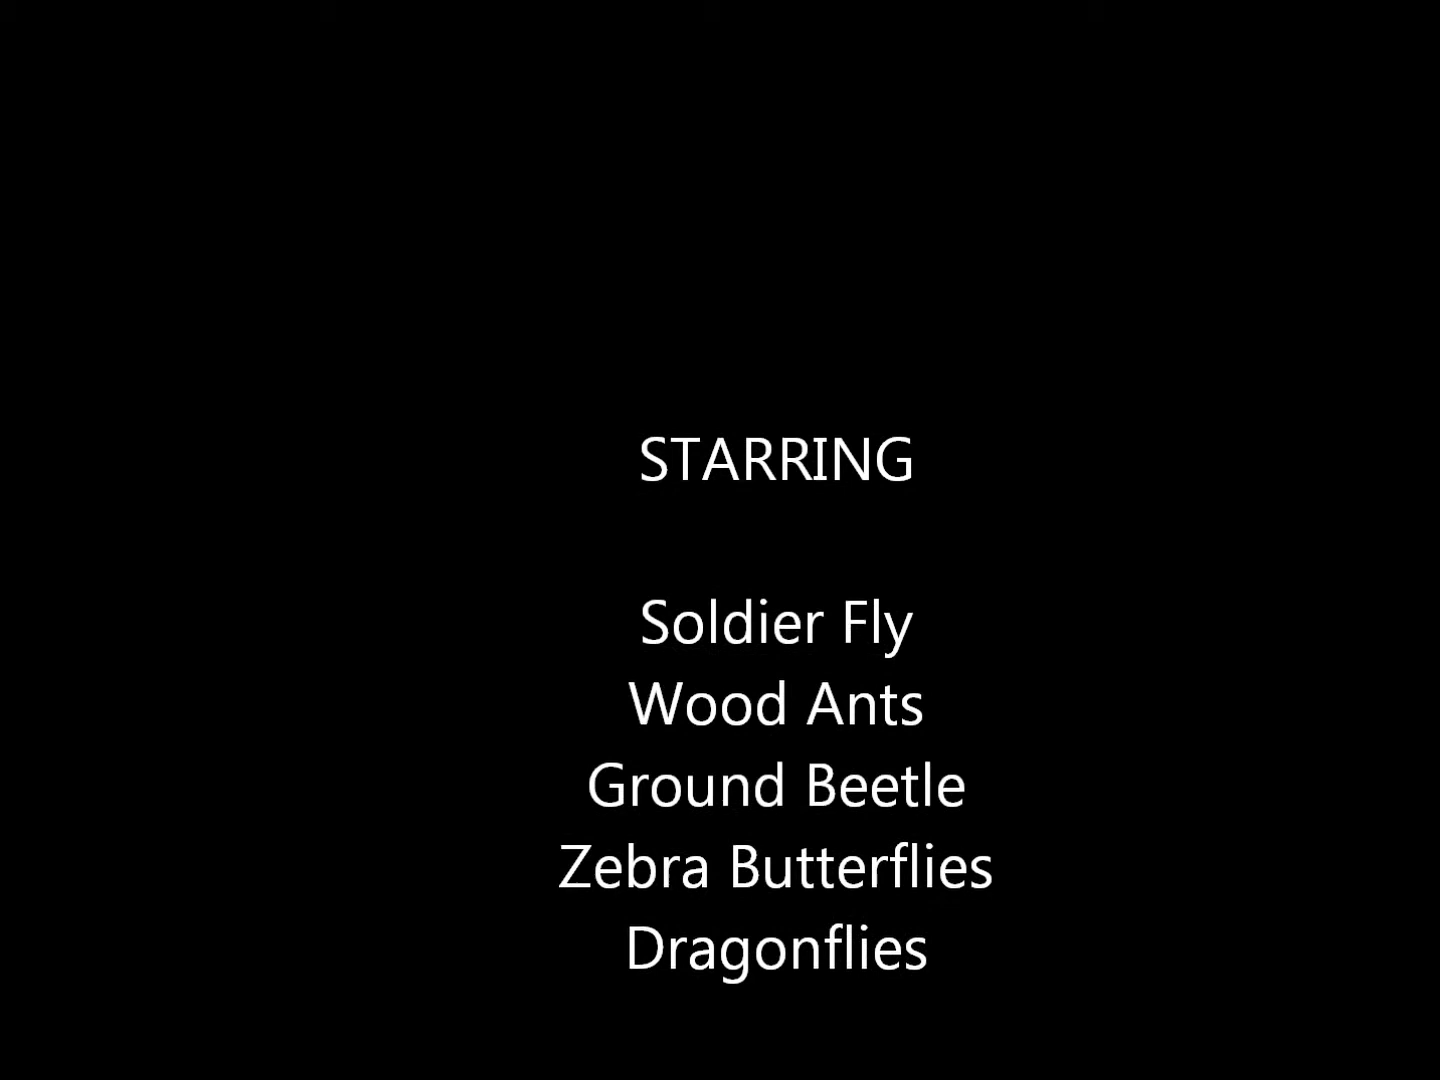 STARRING
Soldier Fly
Wood Ants
Ground Beetle
Zebra Butterflies
Dragonflies